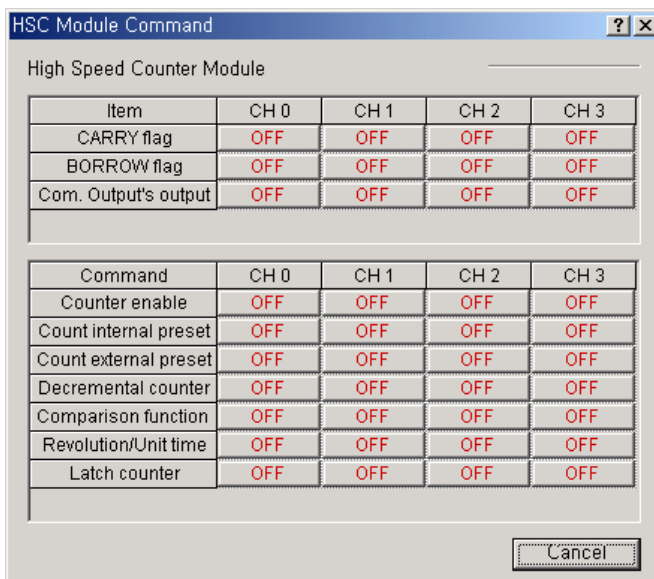 HSC Module Command
High Speed Counter Module
Item CH 0 CH 1 CH 2 CH 3
CARRY flag OFF OFF OFF OFF
BORROW flag OFF OFF OFF OFF
Com. Output's output OFF OFF OFF OFF
Command CH 0 CH 1 CH 2 CH 3
Counter enable OFF OFF OFF OFF
Count internal preset OFF OFF OFF OFF
Count external preset OFF OFF OFF OFF
Decremental counter OFF OFF OFF OFF
Comparison function OFF OFF OFF OFF
Revolution/Unit time OFF OFF OFF OFF
Latch counter OFF OFF OFF OFF
Cancel